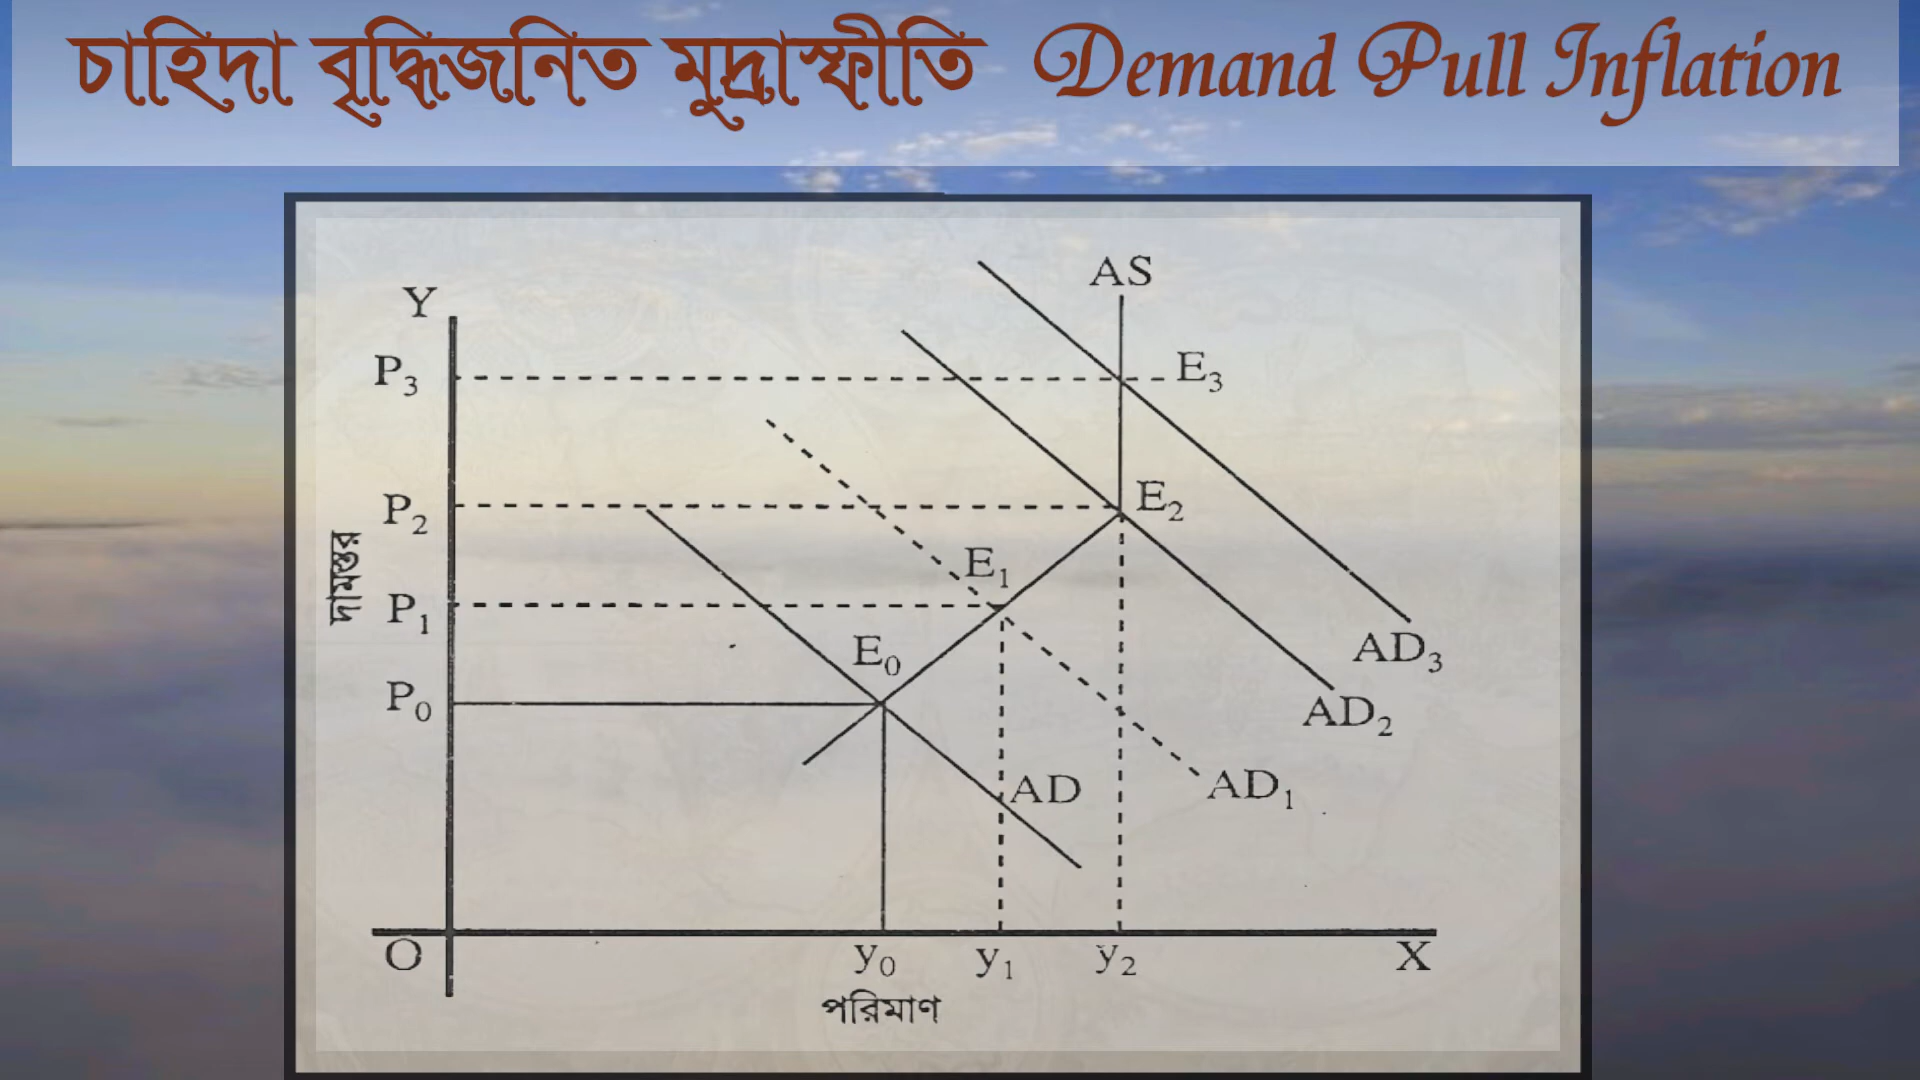 চাহিদা বৃদ্ধিজনিত মুদ্রাস্ফীতি Demand Pull Inflation
AS
Y
P3 E3
P2 E2
দামস্তর
E1
P1
E0
AD3
P0
AD2
AD
AD1
O y0 y1 y2 X
পরিমাণ